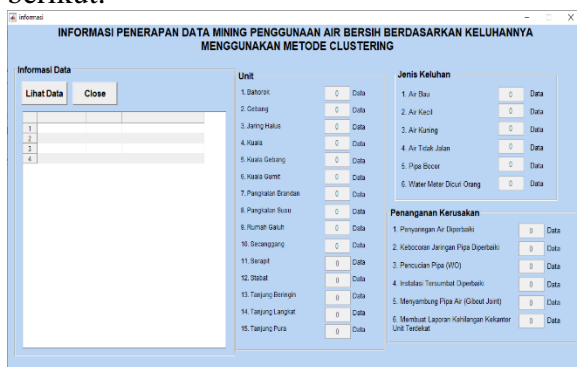 berikut.
informasi
INFORMASI PENERAPAN DATA MINING PENGGUNAAN AIR BERSIH BERDASARKAN KELUHANNYA
MENGGUNAKAN METODE CLUSTERING
Informasi Data
Lihat Data Close
1
2
3
4
Unit
1. Bahorok 0 Data
2. Gebang 0 Data
3. Jaring Halus 0 Data
4. Kuala 0 Data
5. Kuala Gebang 0 Data
6. Kuala Gumit 0 Data
7. Pangkalan Brandan 0 Data
8. Pangkalan Susu 0 Data
9. Rumah Galuh 0 Data
10. Secanggang 0 Data
11. Serapit 0 Data
12. Stabat 0 Data
13. Tanjung Beringin 0 Data
14. Tanjung Langkat 0 Data
15. Tanjung Pura 0 Data
Jenis Keluhan
1. Air Bau 0 Data
2. Air Kecil 0 Data
3. Air Kuning 0 Data
4. Air Tidak Jalan 0 Data
5. Pipa Bocor 0 Data
6. Water Meter Dicuri Orang 0 Data
Penanganan Kerusakan
1. Penyaringan Air Diperbaiki 0 Data
2. Kebocoran Jaringan Pipa Diperbaiki 0 Data
3. Pencucian Pipa (WO) 0 Data
4. Instalasi Tersumbat Diperbaiki 0 Data
5. Menyambung Pipa Air (Gibout Joint) 0 Data
6. Membuat Laporan Kehilangan Kekantor 0 Data
Unit Terdekat